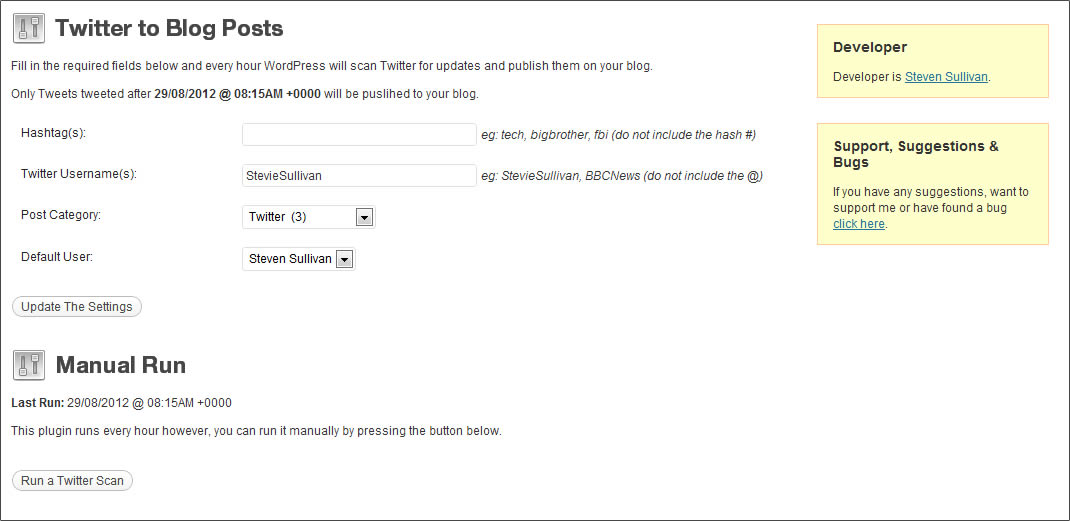 Twitter to Blog Posts
Fill in the required fields below and every hour WordPress will scan Twitter for updates and publish them on your blog.
Only Tweets tweeted after 29/08/2012 @ 08:15AM +0000 will be puslihed to your blog.
Hashtag(s):
eg: tech, bigbrother, fbi (do not include the hash #)
Twitter Username(s):
StevieSullivan
eg: StevieSullivan, BBCNews (do not include the @)
Post Category:
Twitter (3)
Default User:
Steven Sullivan
Update The Settings
Manual Run
Last Run: 29/08/2012 @ 08:15AM +0000
This plugin runs every hour however, you can run it manually by pressing the button below.
Run a Twitter Scan
Developer
Developer is Steven Sullivan.
Support, Suggestions &
Bugs
If you have any suggestions, want to
support me or have found a bug
click here.